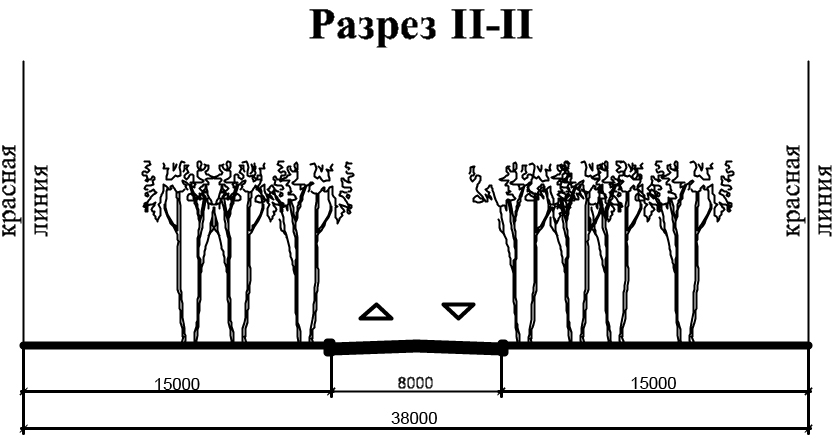 Разрез II-II
красная
линия
красная
линия
15000
8000
15000
38000